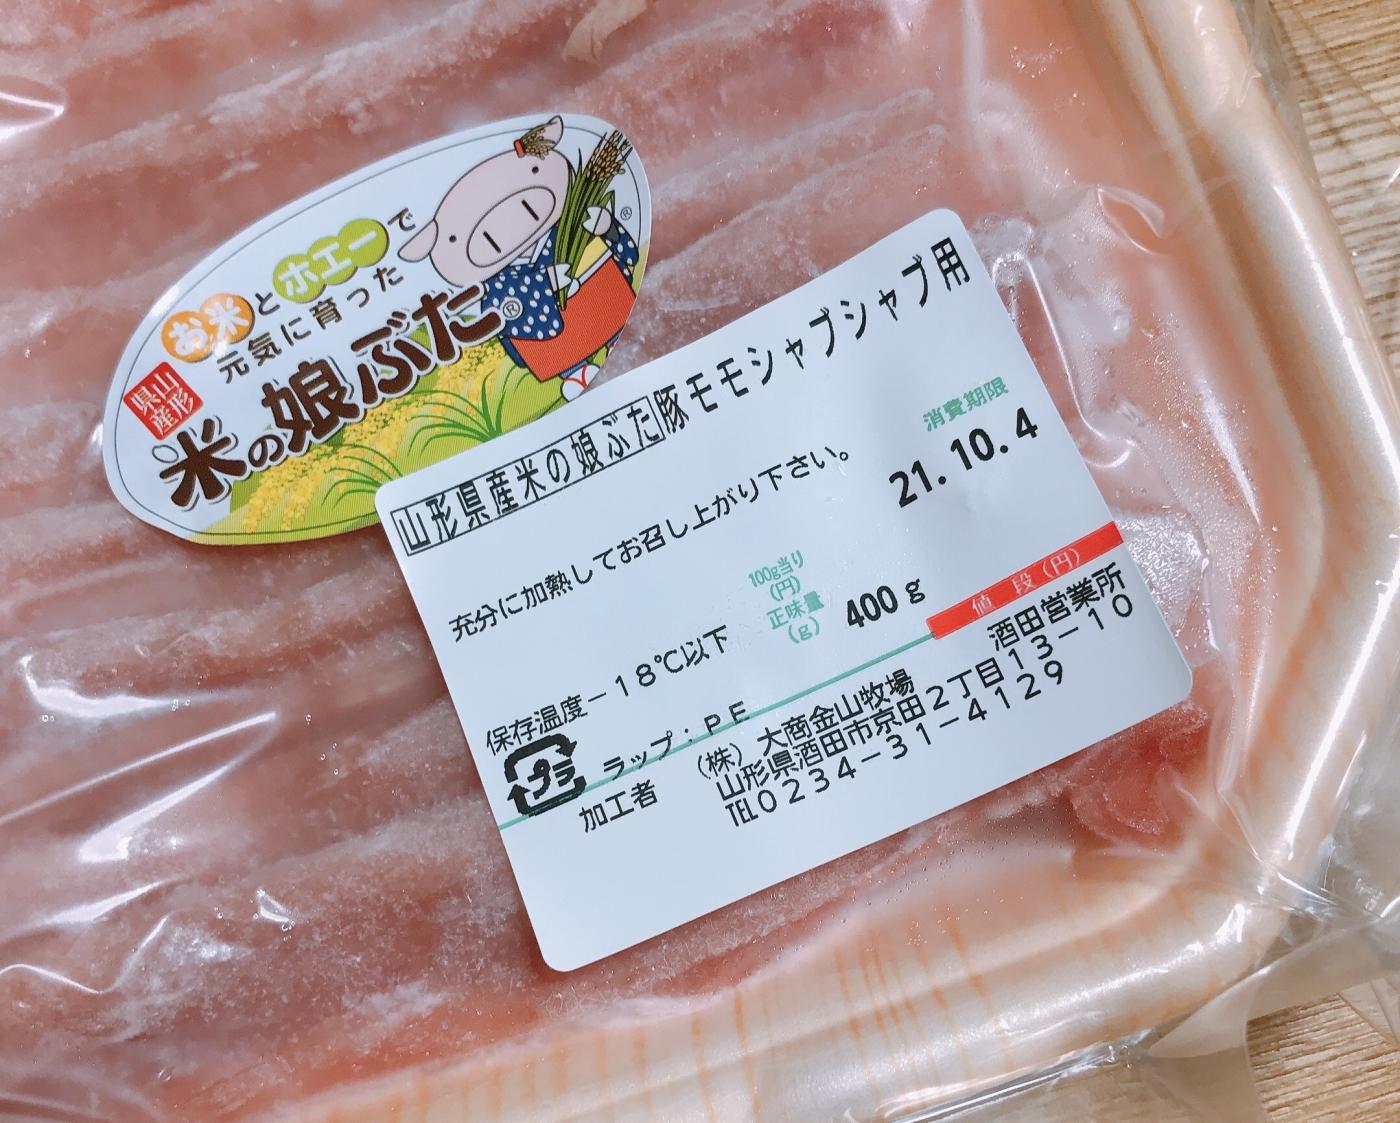 お米とホエーで
元気に育った
山形
県産
米の娘ぶた®
®
山形県産米の娘ぶた豚モモシャブシャブ用
消費期限
21.10.4
充分に加熱してお召し上がり下さい。
100g当り
(円)
正味量
(g)
400g
値段(円)
保存温度-18℃以下
プラ
ラップ:PE
加工者
(株)大商金山牧場 酒田営業所
山形県酒田市京田2丁目13-10
TEL0234-31-4129